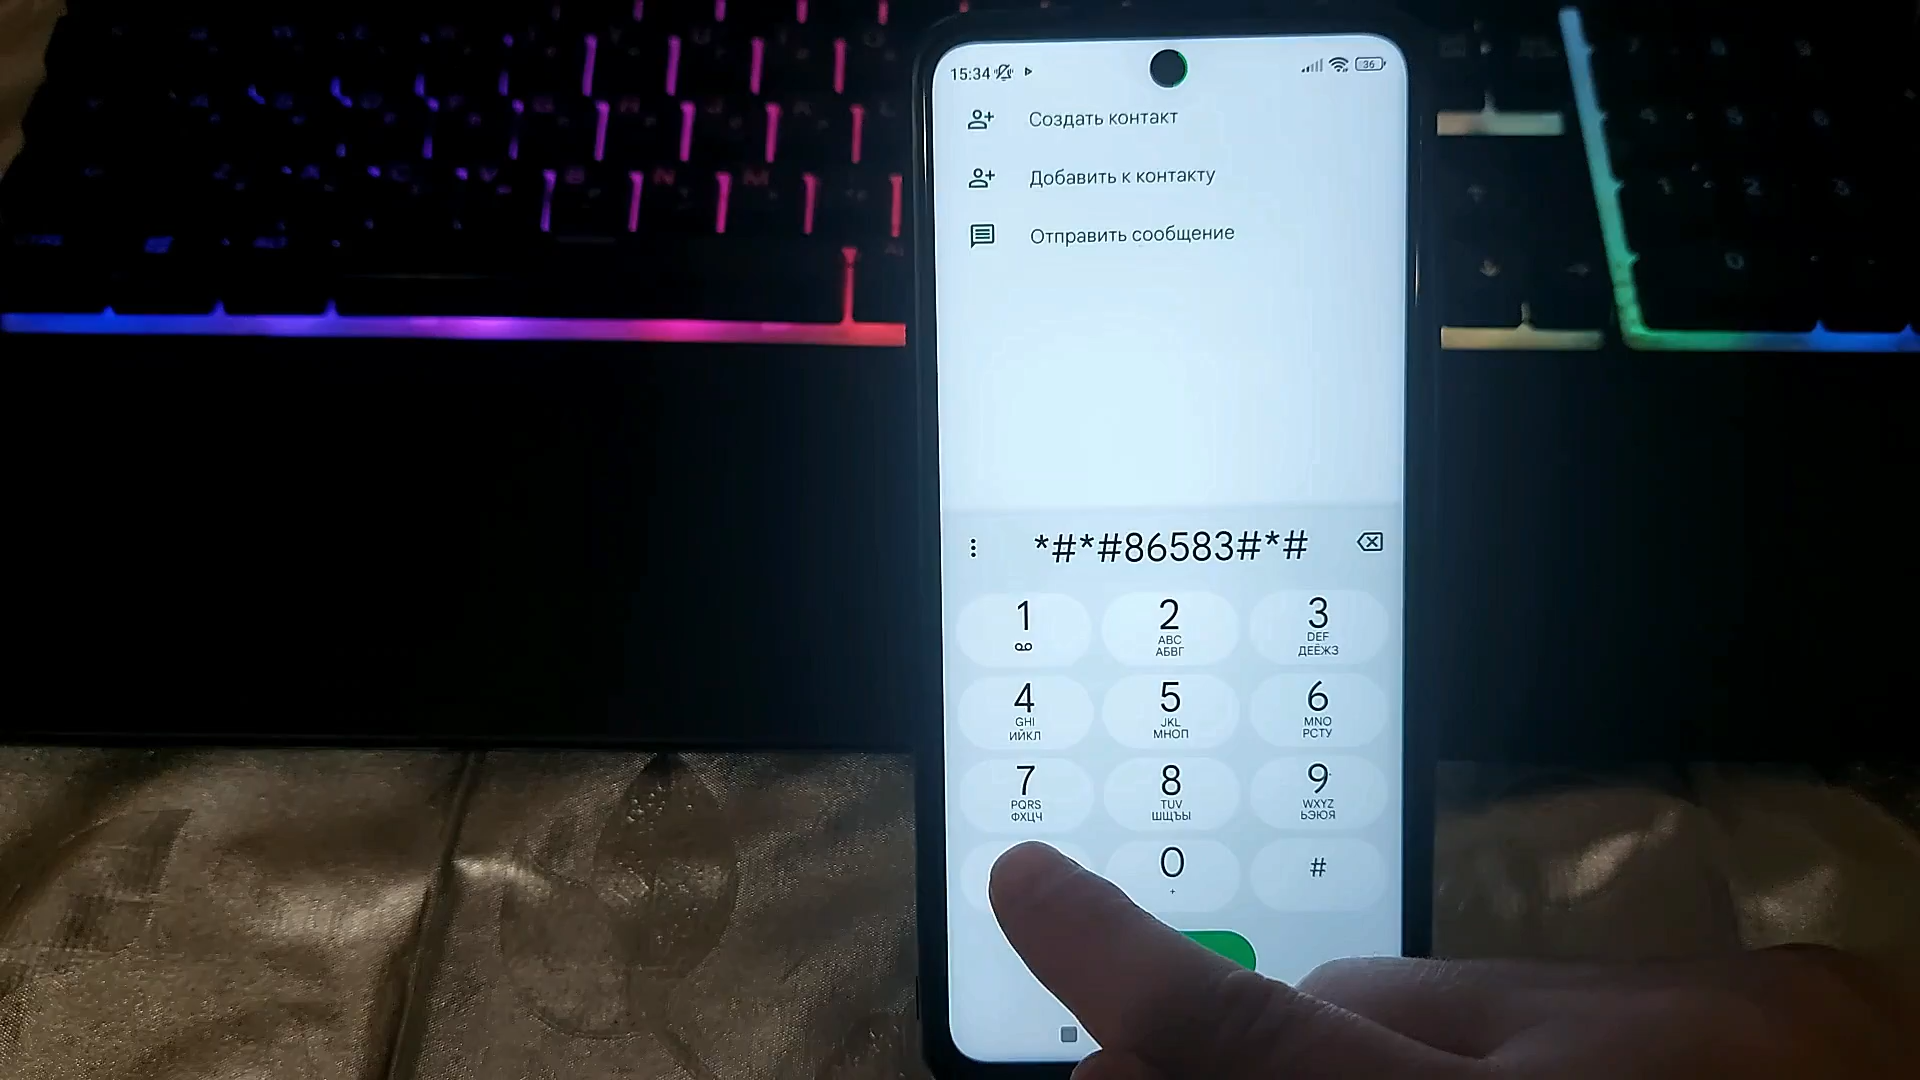 15:34
36
Создать контакт
Добавить к контакту
Отправить сообщение
*#*#86583#*#
1
2
ABC
АБВГ
3
DEF
ДЕЁЖЗ
4
GHI
ИЙКЛ
5
JKL
МНОП
6
MNO
РСТУ
7
PQRS
ФХЦЧ
8
TUV
ШЩЪЫ
9
WXYZ
ЬЭЮЯ
0
+
#